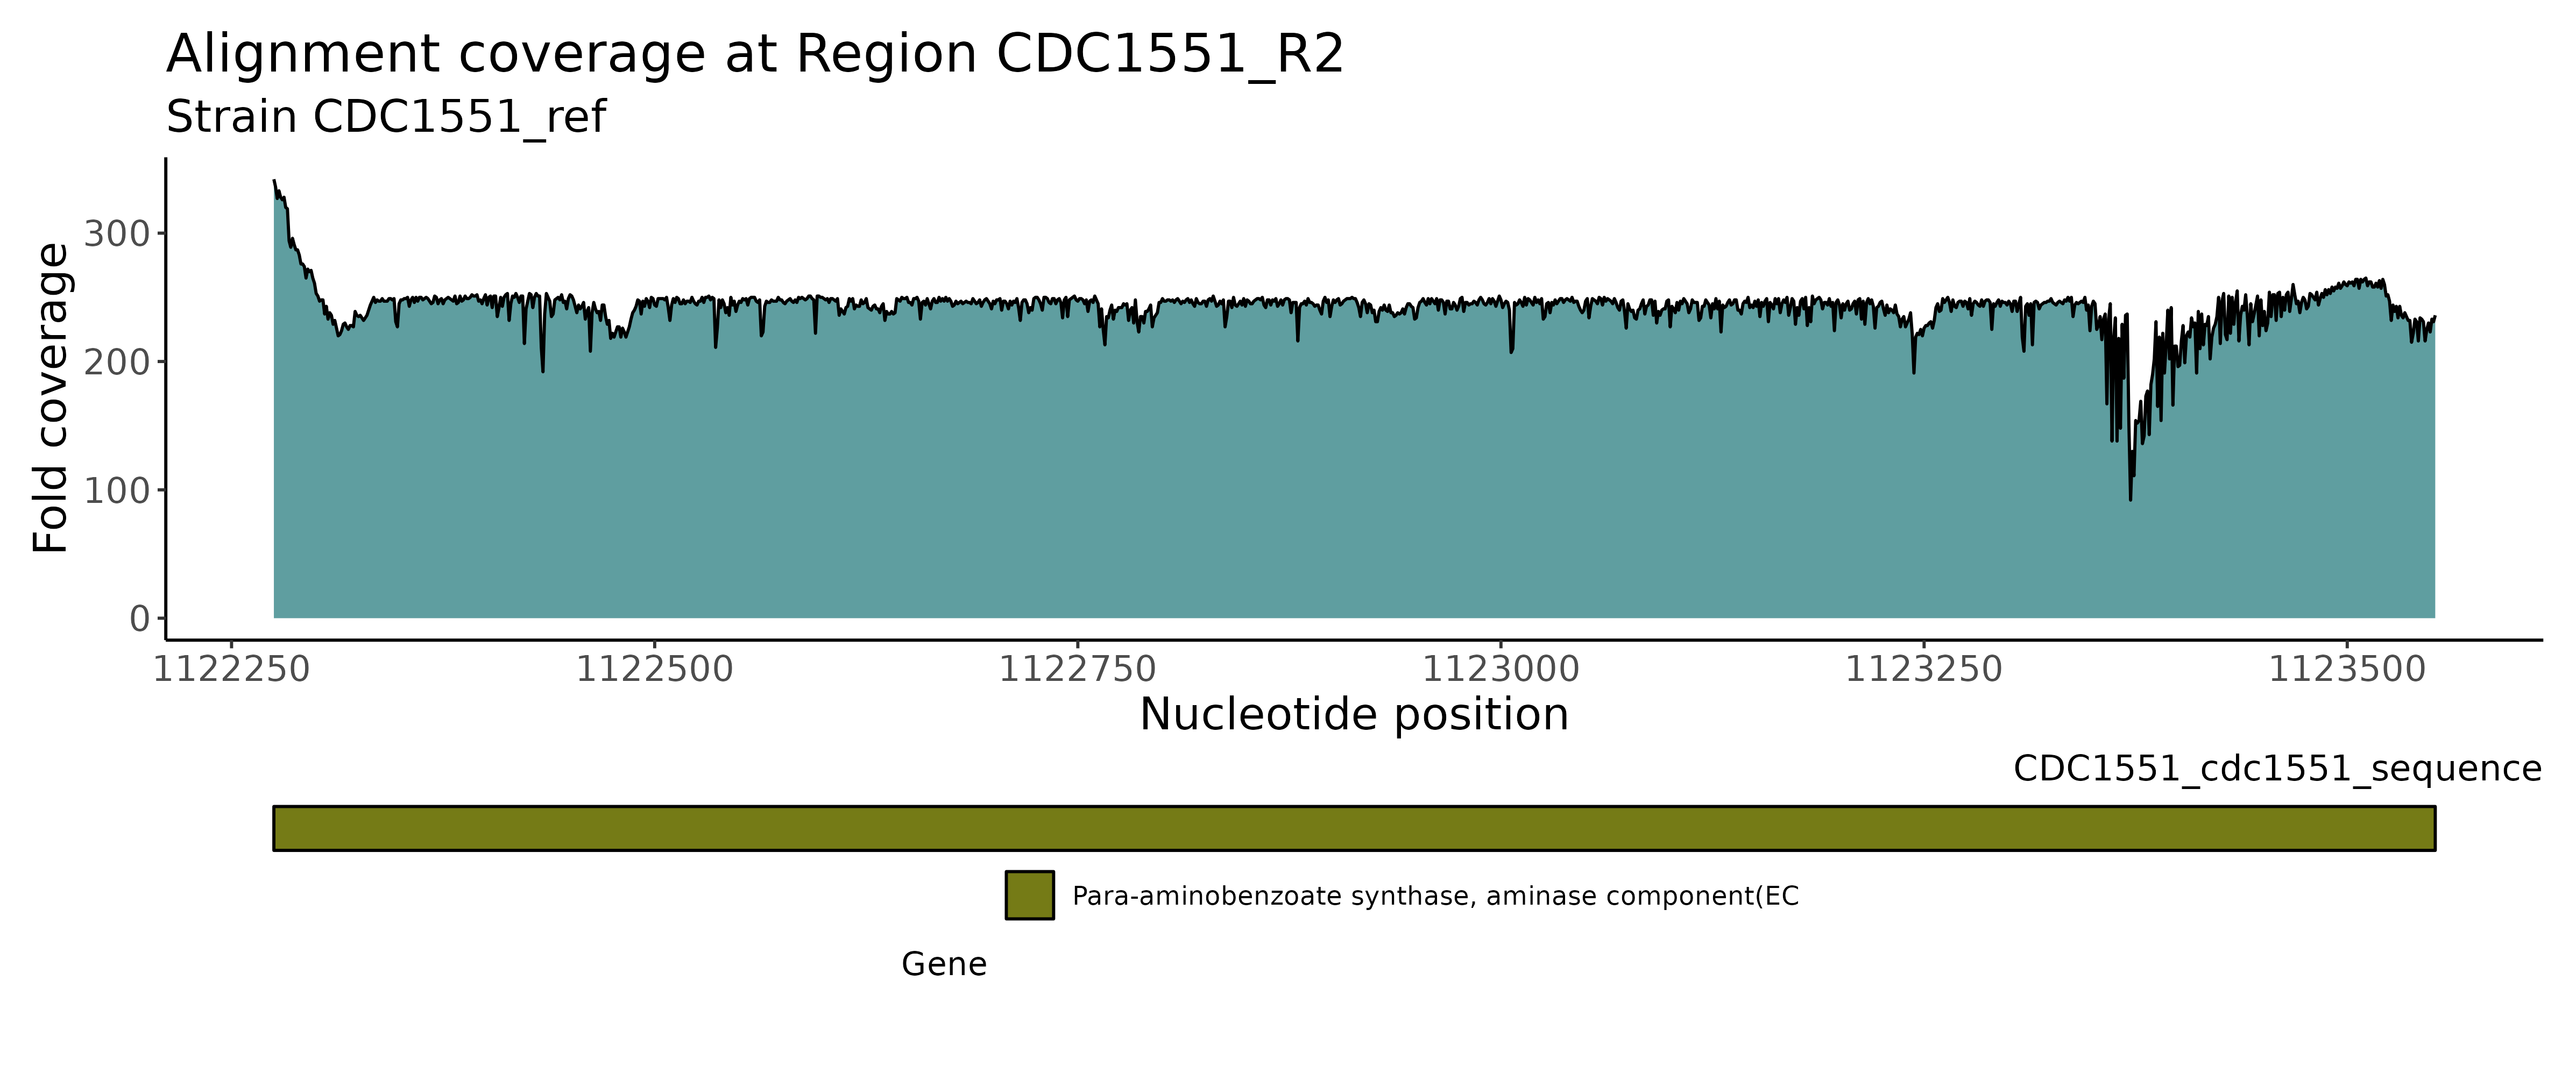 Alignment coverage at Region CDC1551_R2
Strain CDC1551_ref
Fold coverage
300
200
100
0
1122250 1122500 1122750 1123000 1123250 1123500
Nucleotide position
CDC1551_cdc1551_sequence
Para-aminobenzoate synthase, aminase component(EC
Gene